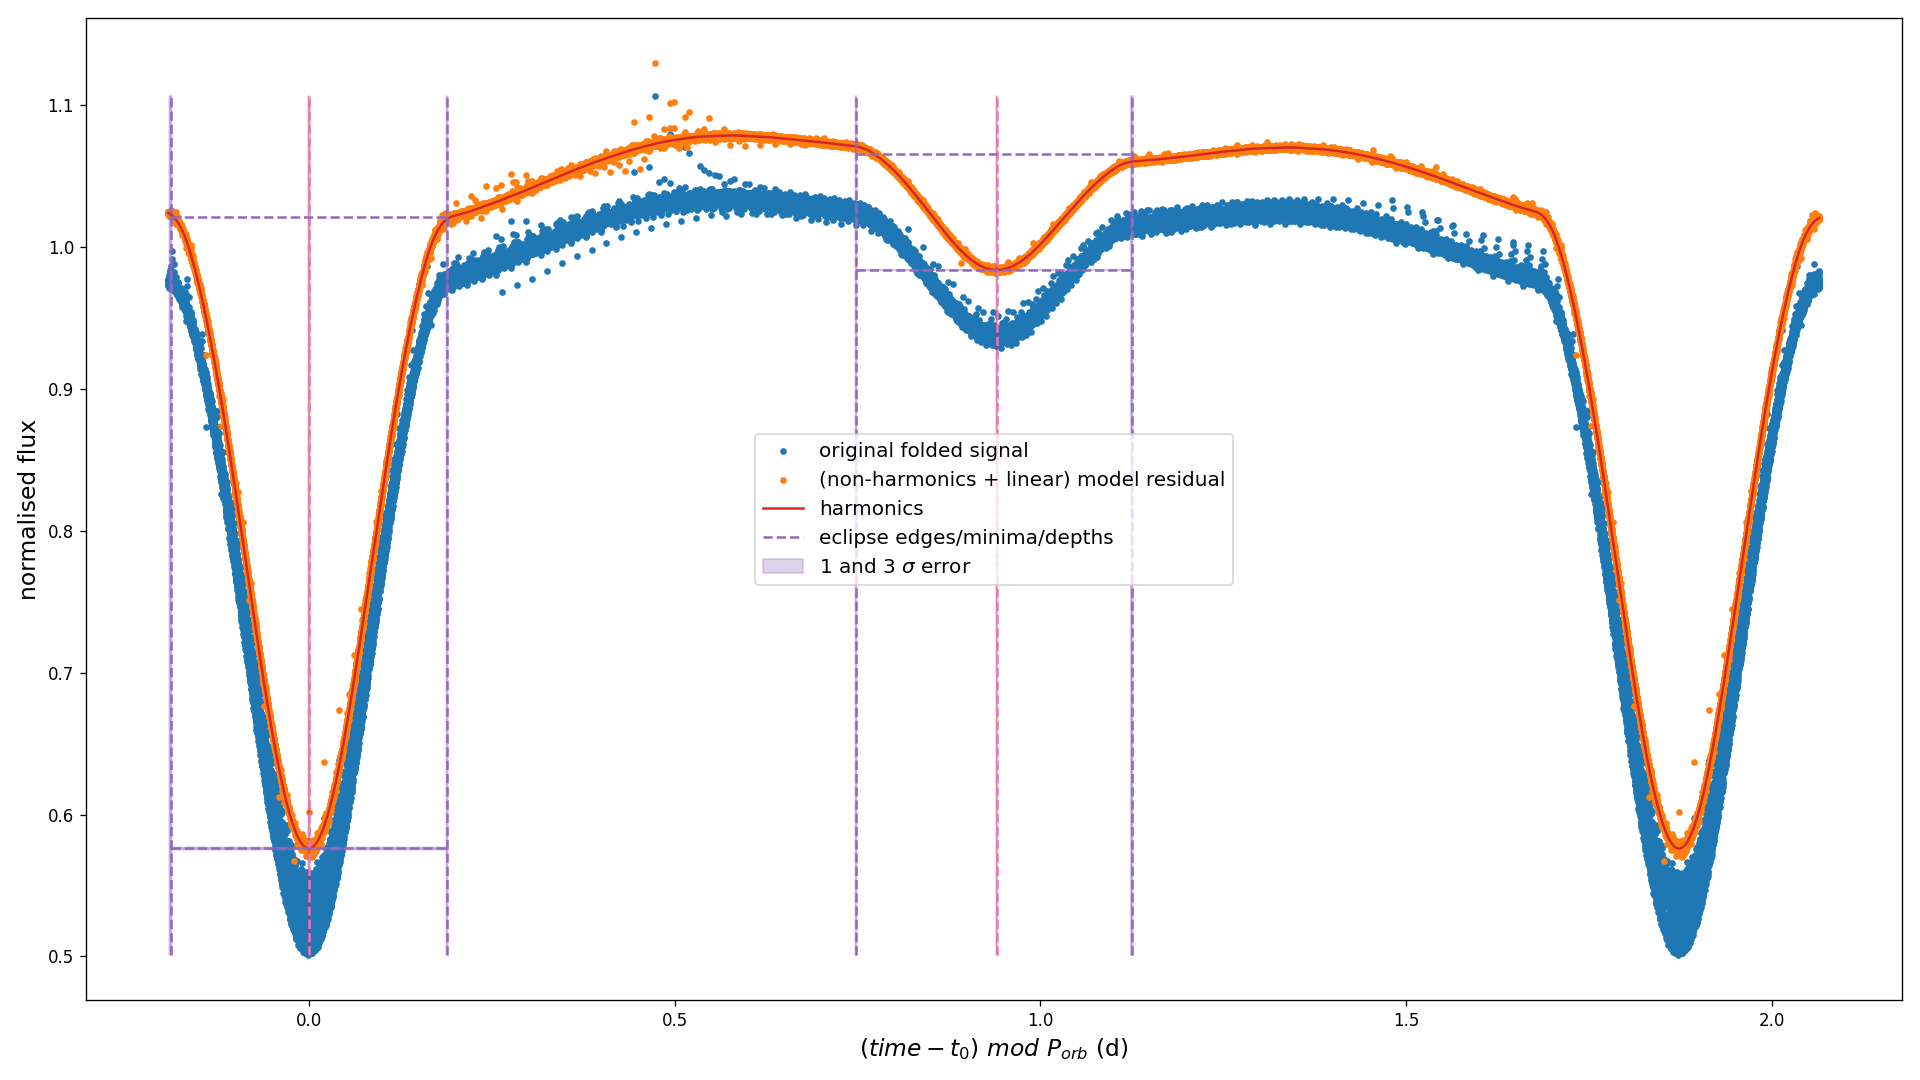 1.1
1.0
0.9
0.8
0.7
0.6
0.5
normalised flux
original folded signal
(non-harmonics + linear) model residual
harmonics
eclipse edges/minima/depths
1 and 3 σ error
0.0 0.5 1.0 1.5 2.0
(time − t₀) mod Pₒᵣb (d)